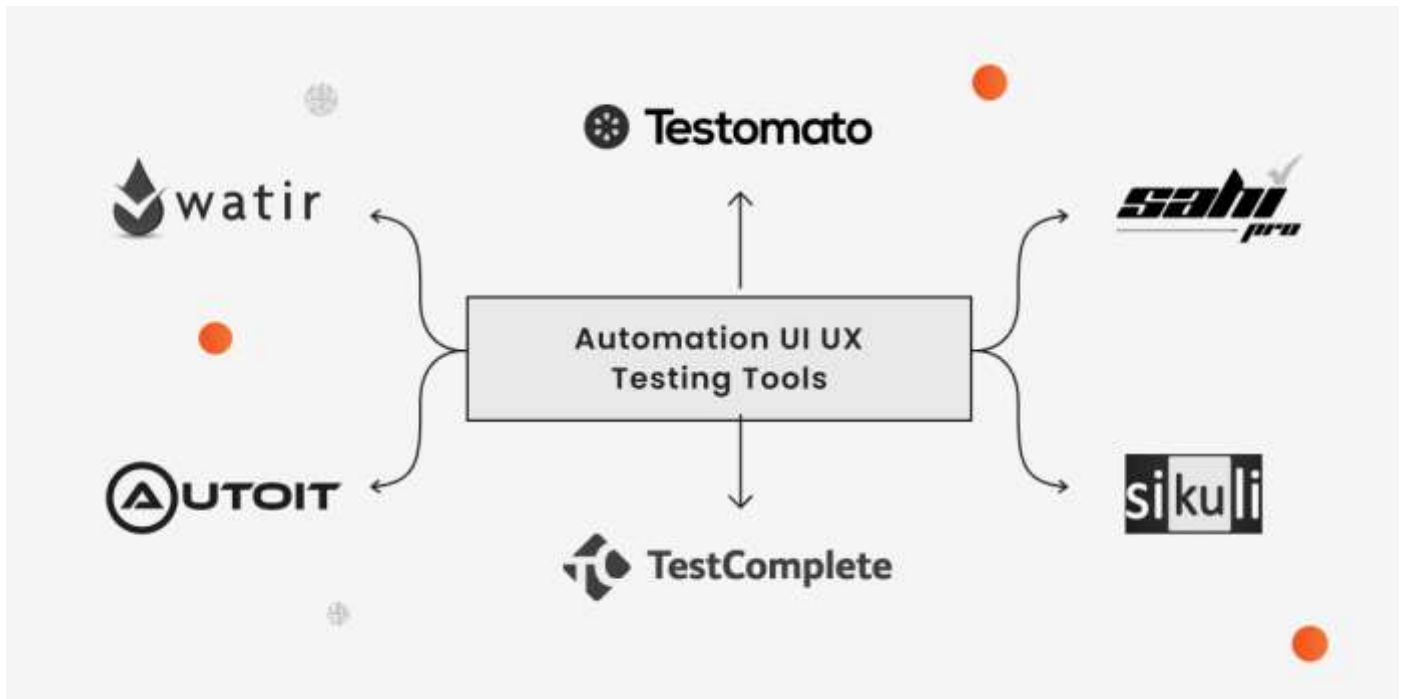 Testomato
watir
sahi
pro
Automation UI UX
Testing Tools
AUTOIT
sikuli
TestComplete